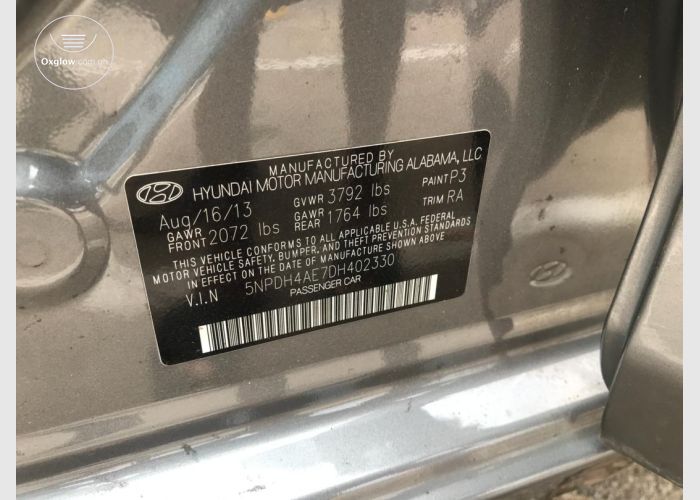 Oxglow.com.gh
MANUFACTURED BY
HYUNDAI MOTOR MANUFACTURING ALABAMA, LLC
Aug/16/13 GVWR 3792 lbs PAINT P3
GAWR FRONT 2072 lbs GAWR REAR 1764 lbs TRIM RA
THIS VEHICLE CONFORMS TO ALL APPLICABLE U.S.A. FEDERAL
MOTOR VEHICLE SAFETY, BUMPER, AND THEFT PREVENTION STANDARDS
IN EFFECT ON THE DATE OF MANUFACTURE SHOWN ABOVE
V.I.N 5NPDH4AE7DH402330
PASSENGER CAR